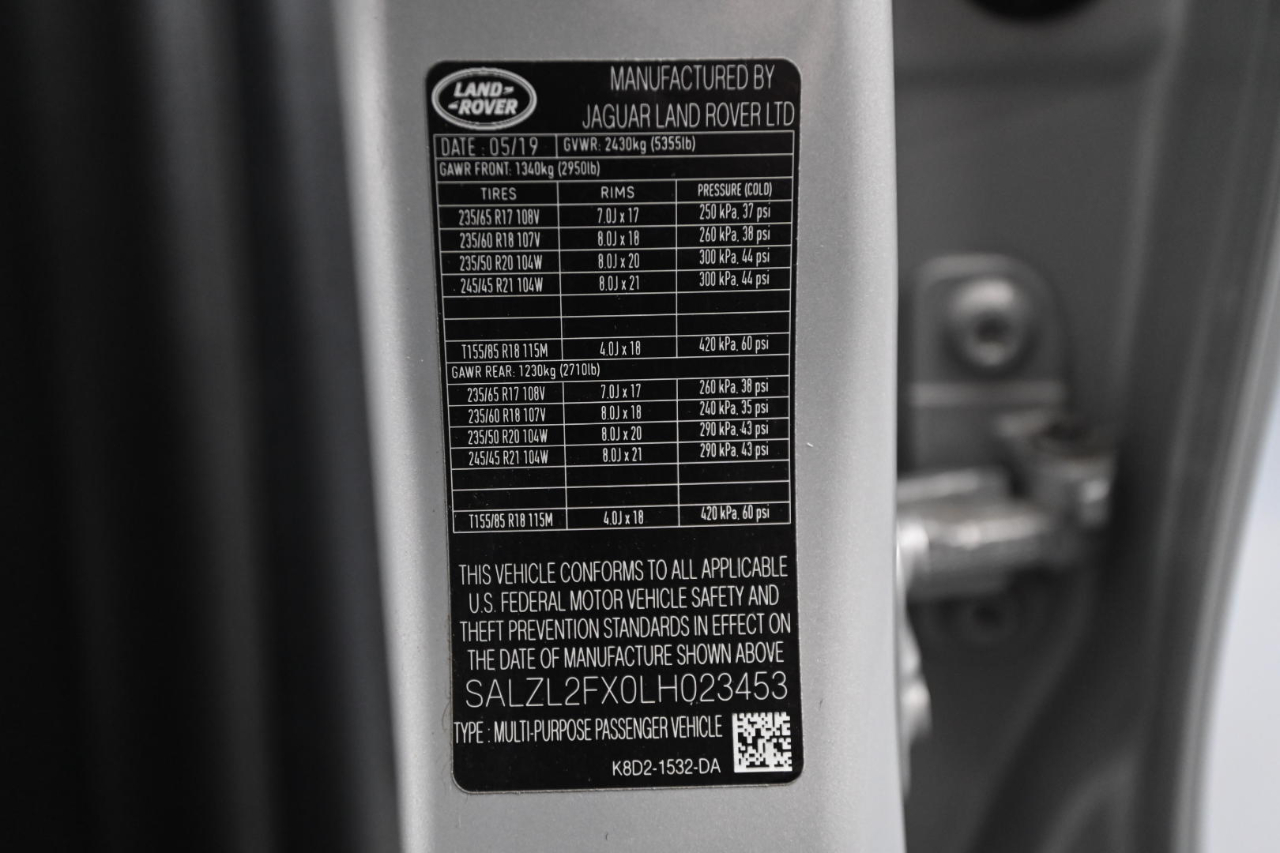 LAND-
-ROVER
MANUFACTURED BY
JAGUAR LAND ROVER LTD
DATE : 05/19 GVWR: 2430kg (5355lb)
GAWR FRONT: 1340kg (2950lb)
TIRES RIMS PRESSURE (COLD)
235/65 R17 108V 7.0J x 17 250 kPa, 37 psi
235/60 R18 107V 8.0J x 18 260 kPa, 38 psi
235/50 R20 104W 8.0J x 20 300 kPa, 44 psi
245/45 R21 104W 8.0J x 21 300 kPa, 44 psi
T155/85 R18 115M 4.0J x 18 420 kPa, 60 psi
GAWR REAR: 1230kg (2710lb)
235/65 R17 108V 7.0J x 17 260 kPa, 38 psi
235/60 R18 107V 8.0J x 18 240 kPa, 35 psi
235/50 R20 104W 8.0J x 20 290 kPa, 43 psi
245/45 R21 104W 8.0J x 21 290 kPa, 43 psi
T155/85 R18 115M 4.0J x 18 420 kPa, 60 psi
THIS VEHICLE CONFORMS TO ALL APPLICABLE
U.S. FEDERAL MOTOR VEHICLE SAFETY AND
THEFT PREVENTION STANDARDS IN EFFECT ON
THE DATE OF MANUFACTURE SHOWN ABOVE
SALZL2FX0LH023453
TYPE : MULTI-PURPOSE PASSENGER VEHICLE
K8D2-1532-DA